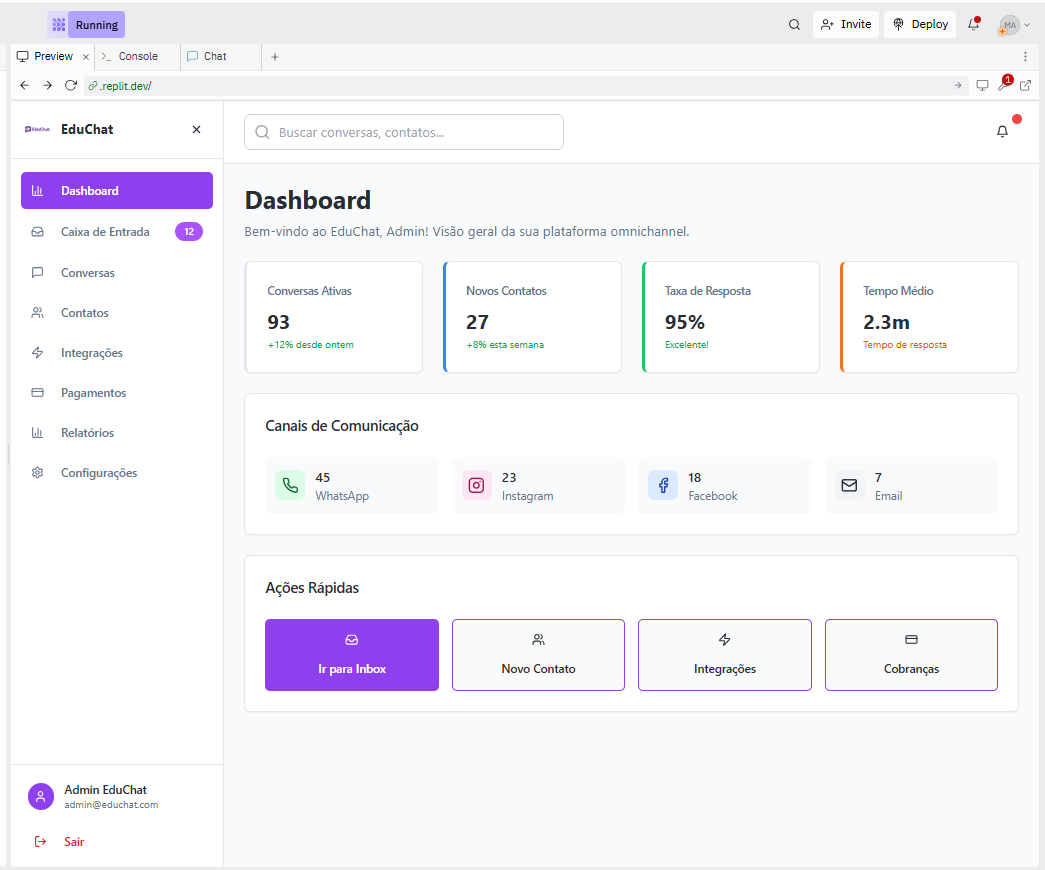 Running
Invite
Deploy
MA
Preview
Console
Chat
.replit.dev/
1
EduChat
EduChat
Buscar conversas, contatos...
Dashboard
Caixa de Entrada
12
Conversas
Contatos
Integrações
Pagamentos
Relatórios
Configurações
Admin EduChat
admin@educhat.com
Sair
Dashboard
Bem-vindo ao EduChat, Admin! Visão geral da sua plataforma omnichannel.
Conversas Ativas
93
+12% desde ontem
Novos Contatos
27
+8% esta semana
Taxa de Resposta
95%
Excelente!
Tempo Médio
2.3m
Tempo de resposta
Canais de Comunicação
45
WhatsApp
23
Instagram
18
Facebook
7
Email
Ações Rápidas
Ir para Inbox
Novo Contato
Integrações
Cobranças